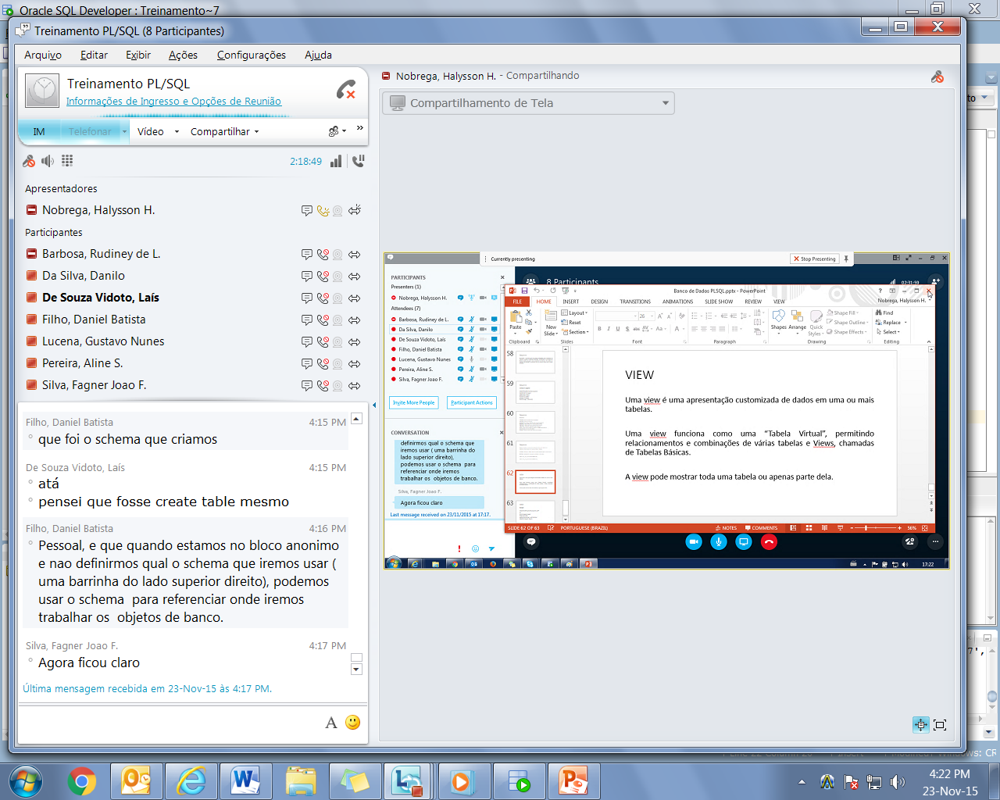 Oracle SQL Developer : Treinamento~7
Treinamento PL/SQL (8 Participantes)
Arquivo Editar Exibir Ações Configurações Ajuda
Treinamento PL/SQL
Informações de Ingresso e Opções de Reunião
IM Telefonar Vídeo Compartilhar
2:18:49
Apresentadores
Nobrega, Halysson H.
Participantes
Barbosa, Rudiney de L.
Da Silva, Danilo
De Souza Vidoto, Laís
Filho, Daniel Batista
Lucena, Gustavo Nunes
Pereira, Aline S.
Silva, Fagner Joao F.
Filho, Daniel Batista 4:15 PM
que foi o schema que criamos
De Souza Vidoto, Laís 4:15 PM
atá
pensei que fosse create table mesmo
Filho, Daniel Batista 4:16 PM
Pessoal, e que quando estamos no bloco anonimo
e nao definirmos qual o schema que iremos usar (
uma barrinha do lado superior direito), podemos
usar o schema para referenciar onde iremos
trabalhar os objetos de banco.
Silva, Fagner Joao F. 4:17 PM
Agora ficou claro
Última mensagem recebida em 23-Nov-15 às 4:17 PM.
A
Nobrega, Halysson H. - Compartilhando
Compartilhamento de Tela
Currently presenting Stop Presenting
PARTICIPANTS
Presenters (1)
Nobrega, Halysson H.
Attendees (7)
Barbosa, Rudiney de L.
Da Silva, Danilo
De Souza Vidoto, Laís
Filho, Daniel Batista
Lucena, Gustavo Nunes
Pereira, Aline S.
Silva, Fagner Joao F.
Invite More People Participant Actions
CONVERSATION
definirmos qual o schema que
iremos usar ( uma barrinha do
lado superior direito),
podemos usar o schema para
referenciar onde iremos
trabalhar os objetos de banco.
Silva, Fagner Joao F.
Agora ficou claro
Last message received on 23/11/2015 at 17:17.
8 Participants 02:31:59
Banco de Dados PLSQL.pptx - PowerPoint
FILE HOME INSERT DESIGN TRANSITIONS ANIMATIONS SLIDE SHOW REVIEW VIEW Nobrega, Halysson H.
Paste New Slide Layout Reset Section 26 Shapes Arrange Quick Styles Shape Fill Shape Outline Shape Effects Find Replace Select
Clipboard Slides Font Paragraph Drawing Editing
58
59
60
61
62
63
VIEW
Uma view é uma apresentação customizada de dados em uma ou mais
tabelas.
Uma view funciona como uma “Tabela Virtual”, permitindo
relacionamentos e combinações de várias tabelas e Views, chamadas
de Tabelas Básicas.
A view pode mostrar toda uma tabela ou apenas parte dela.
SLIDE 62 OF 63 PORTUGUESE (BRAZIL) NOTES COMMENTS 56%
17:22
4:22 PM
23-Nov-15